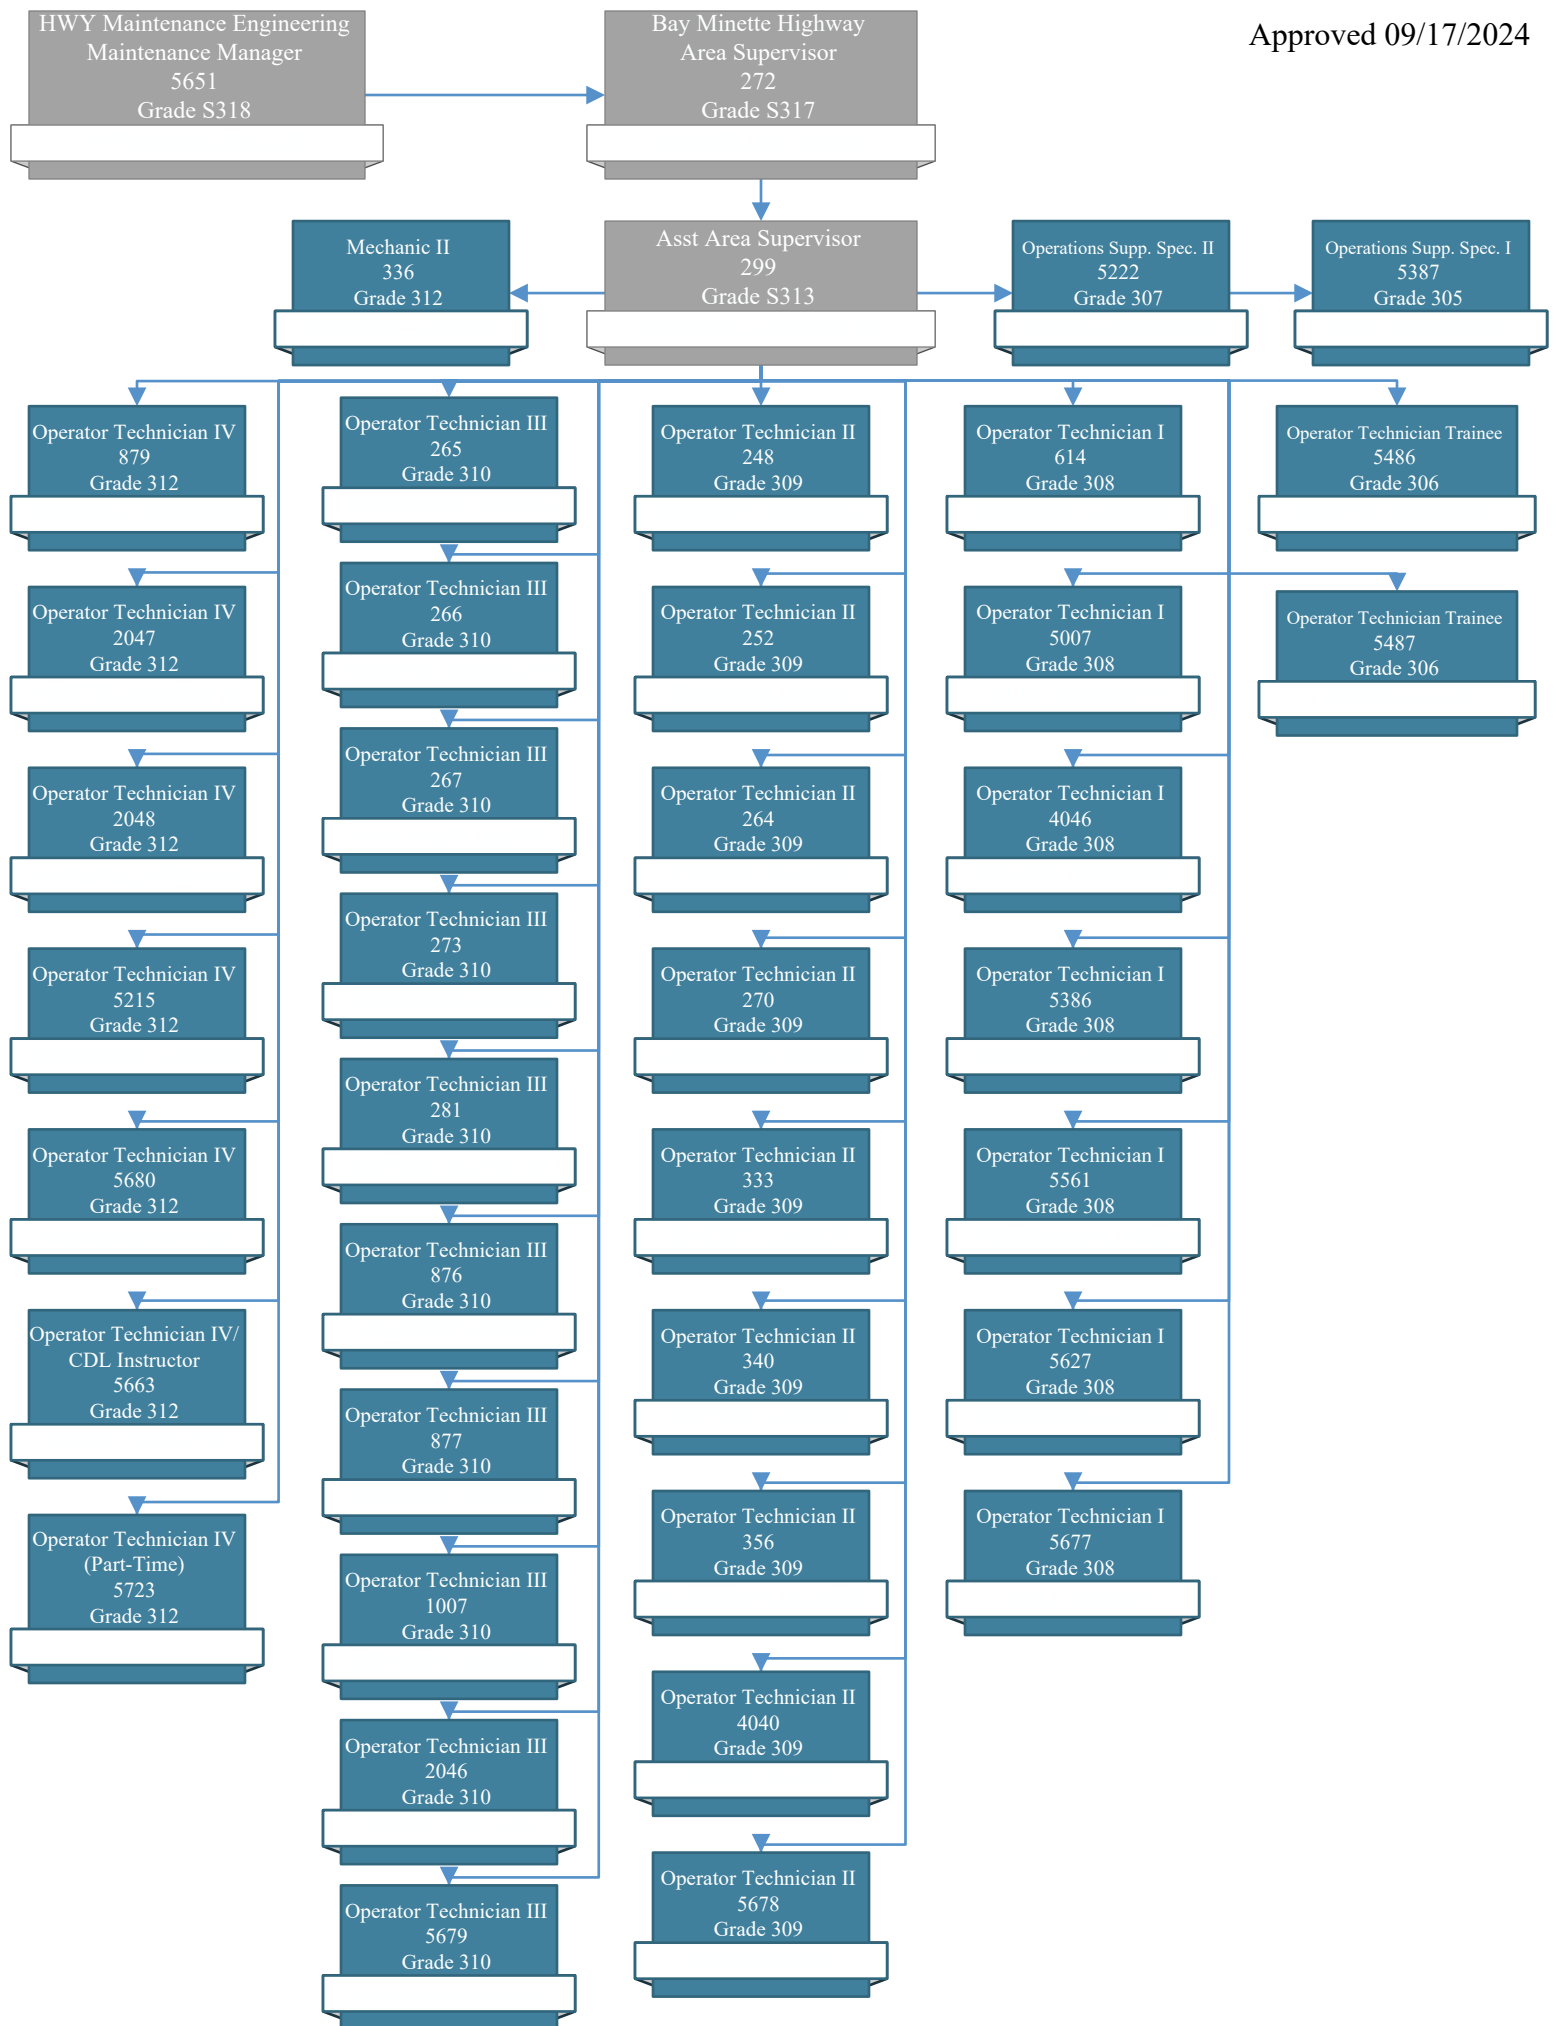 HWY Maintenance Engineering
Maintenance Manager
5651
Grade S318
Bay Minette Highway
Area Supervisor
272
Grade S317
Approved 09/17/2024
Mechanic II
336
Grade 312
Asst Area Supervisor
299
Grade S313
Operations Supp. Spec. II
5222
Grade 307
Operations Supp. Spec. I
5387
Grade 305
Operator Technician IV
879
Grade 312
Operator Technician IV
2047
Grade 312
Operator Technician IV
2048
Grade 312
Operator Technician IV
5215
Grade 312
Operator Technician IV
5680
Grade 312
Operator Technician IV/
CDL Instructor
5663
Grade 312
Operator Technician IV
(Part-Time)
5723
Grade 312
Operator Technician III
265
Grade 310
Operator Technician III
266
Grade 310
Operator Technician III
267
Grade 310
Operator Technician III
273
Grade 310
Operator Technician III
281
Grade 310
Operator Technician III
876
Grade 310
Operator Technician III
877
Grade 310
Operator Technician III
1007
Grade 310
Operator Technician III
2046
Grade 310
Operator Technician III
5679
Grade 310
Operator Technician II
248
Grade 309
Operator Technician II
252
Grade 309
Operator Technician II
264
Grade 309
Operator Technician II
270
Grade 309
Operator Technician II
333
Grade 309
Operator Technician II
340
Grade 309
Operator Technician II
356
Grade 309
Operator Technician II
4040
Grade 309
Operator Technician II
5678
Grade 309
Operator Technician I
614
Grade 308
Operator Technician I
5007
Grade 308
Operator Technician I
4046
Grade 308
Operator Technician I
5386
Grade 308
Operator Technician I
5561
Grade 308
Operator Technician I
5627
Grade 308
Operator Technician I
5677
Grade 308
Operator Technician Trainee
5486
Grade 306
Operator Technician Trainee
5487
Grade 306